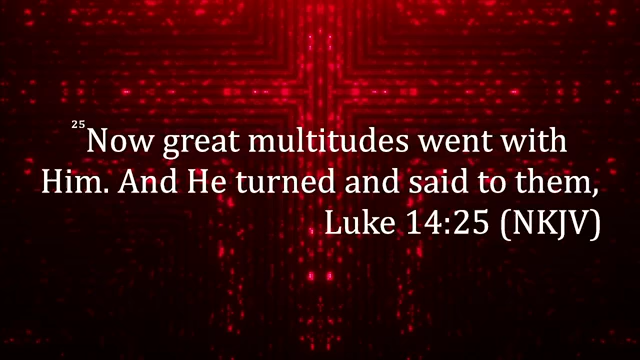 25Now great multitudes went with
Him. And He turned and said to them,
Luke 14:25 (NKJV)